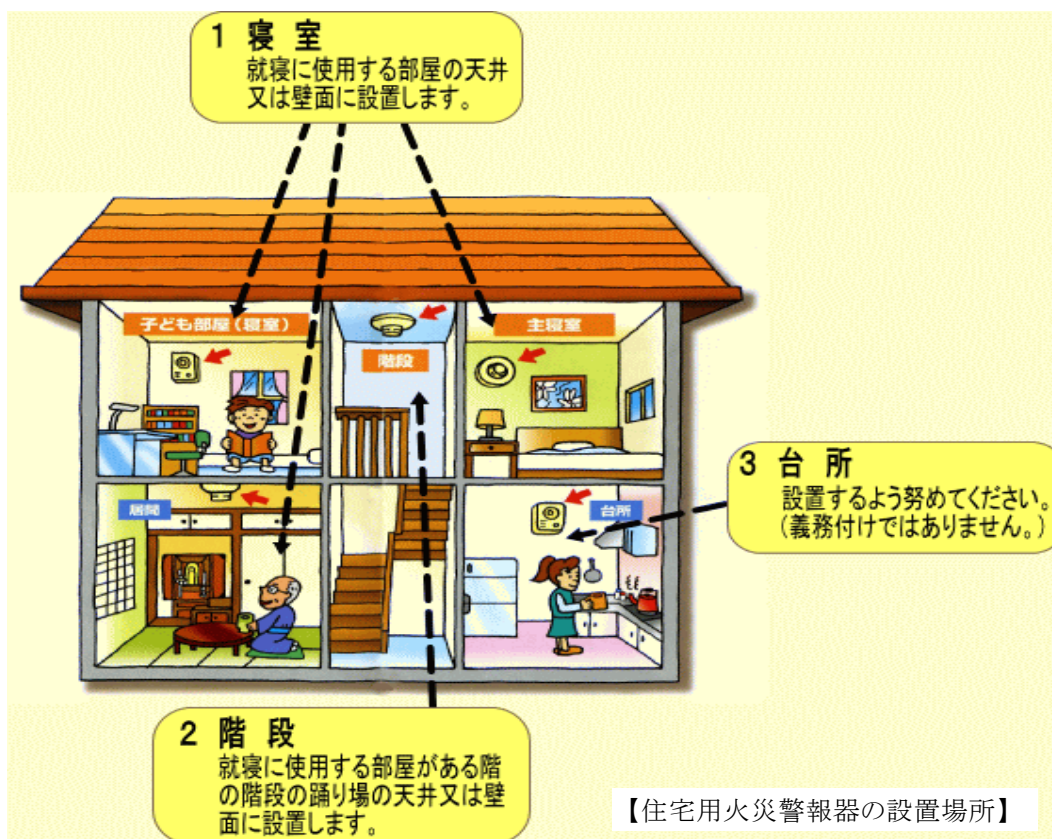 1 寝 室
就寝に使用する部屋の天井
又は壁面に設置します。
子ども部屋(寝室)
階段
主寝室
居間
台所
3 台 所
設置するよう努めてください。
(義務付けではありません。)
2 階 段
就寝に使用する部屋がある階
の階段の踊り場の天井又は壁
面に設置します。
【住宅用火災警報器の設置場所】